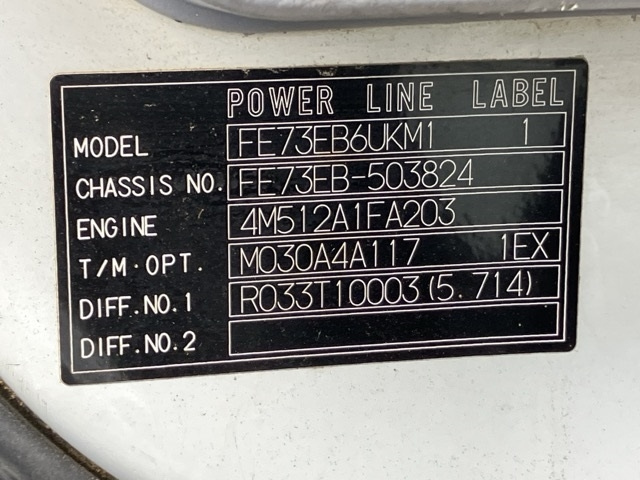 POWER LINE LABEL
MODEL FE73EB6UKM1 1
CHASSIS NO. FE73EB-503824
ENGINE 4M512A1FA203
T/M·OPT. M030A4A117 1EX
DIFF.NO.1 R033T10003(5.714)
DIFF.NO.2